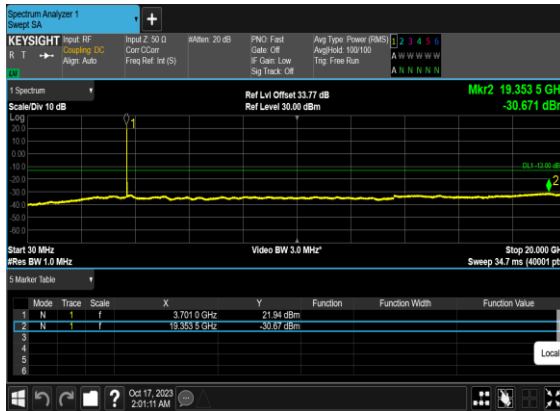 Spectrum Analyzer 1
Swept SA
+
KEYSIGHT Input: RF Input Z: 50 Ω #Atten: 20 dB PNO: Fast Avg Type: Power (RMS) 1 2 3 4 5 6
R T Coupling: DC Corr CCorr Gate: Off Avg|Hold: 100/100 A W W W W W
Align: Auto Freq Ref: Int (S) IF Gain: Low Trig: Free Run
Sig Track: Off A N N N N N
1 Spectrum
Scale/Div 10 dB
Ref Lvl Offset 33.77 dB
Ref Level 30.00 dBm
Mkr2 19.353 5 GH
-30.671 dBr
Log
20.0
10.0
0.00
-10.0
-20.0
-30.0
-40.0
-50.0
-60.0
1
DL1 -13.00 dB
2
Start 30 MHz
#Res BW 1.0 MHz
Video BW 3.0 MHz*
Stop 20.000 GH
Sweep 34.7 ms (40001 pt
5 Marker Table
Mode Trace Scale X Y Function Function Width Function Value
1 N 1 f 3.701 0 GHz 21.94 dBm
2 N 1 f 19.353 5 GHz -30.67 dBm
3
4
5
6
Local
?
Oct 17, 2023
2:01:11 AM